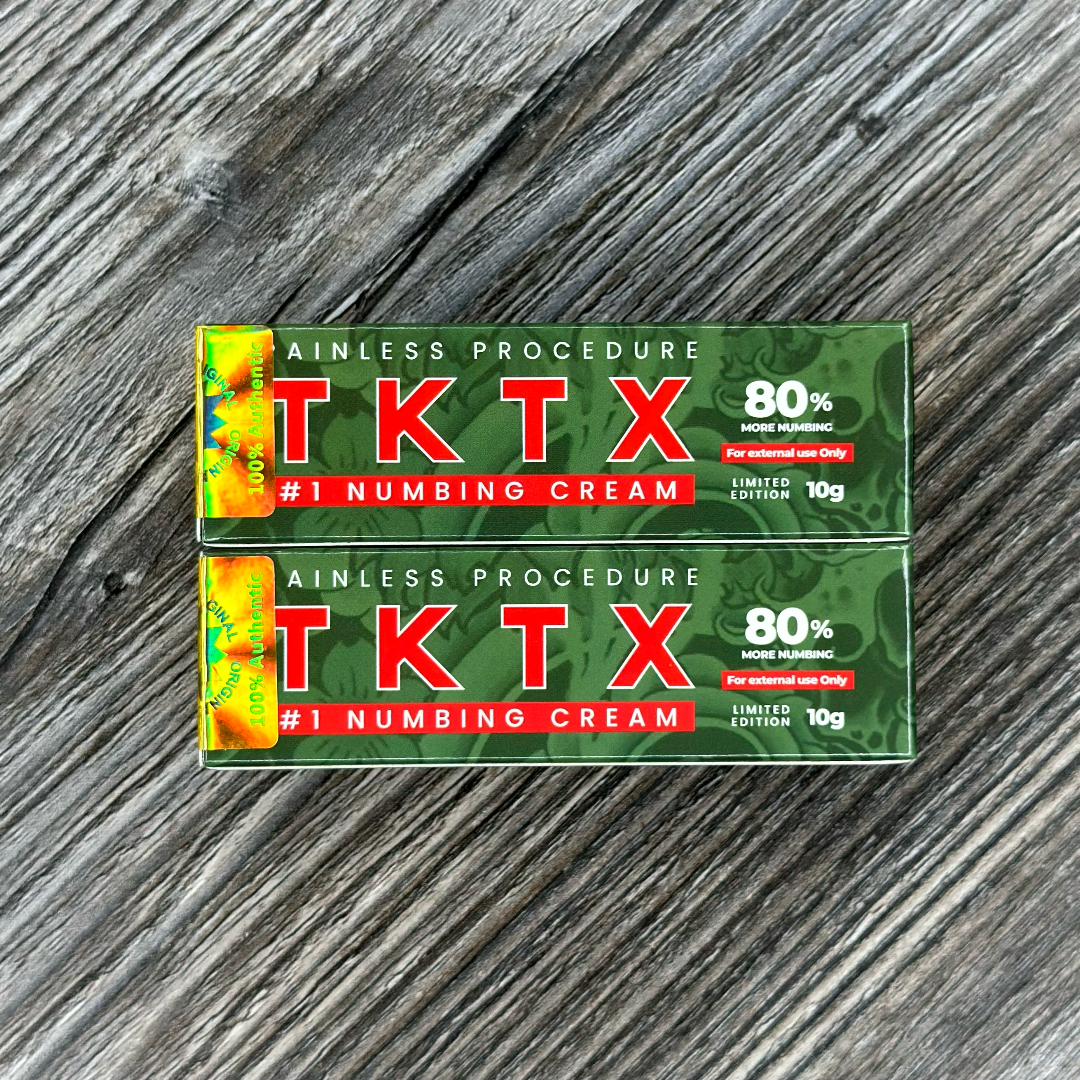 AINLESS PROCEDURE
TKTX
#1 NUMBING CREAM
80%
MORE NUMBING
For external use Only
LIMITED
EDITION
10g
IGINAL
ORIGIN
100% Authentic
AINLESS PROCEDURE
TKTX
#1 NUMBING CREAM
80%
MORE NUMBING
For external use Only
LIMITED
EDITION
10g
GINAL
ORIGIN
100% Authentic